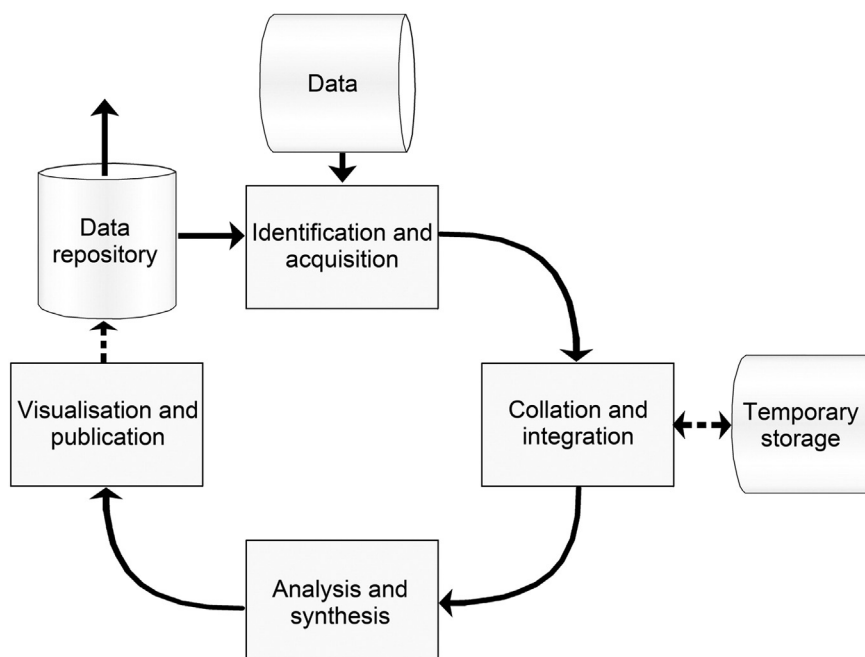 Data
Data
repository
Identification and
acquisition
Visualisation and
publication
Collation and
integration
Temporary
storage
Analysis and
synthesis